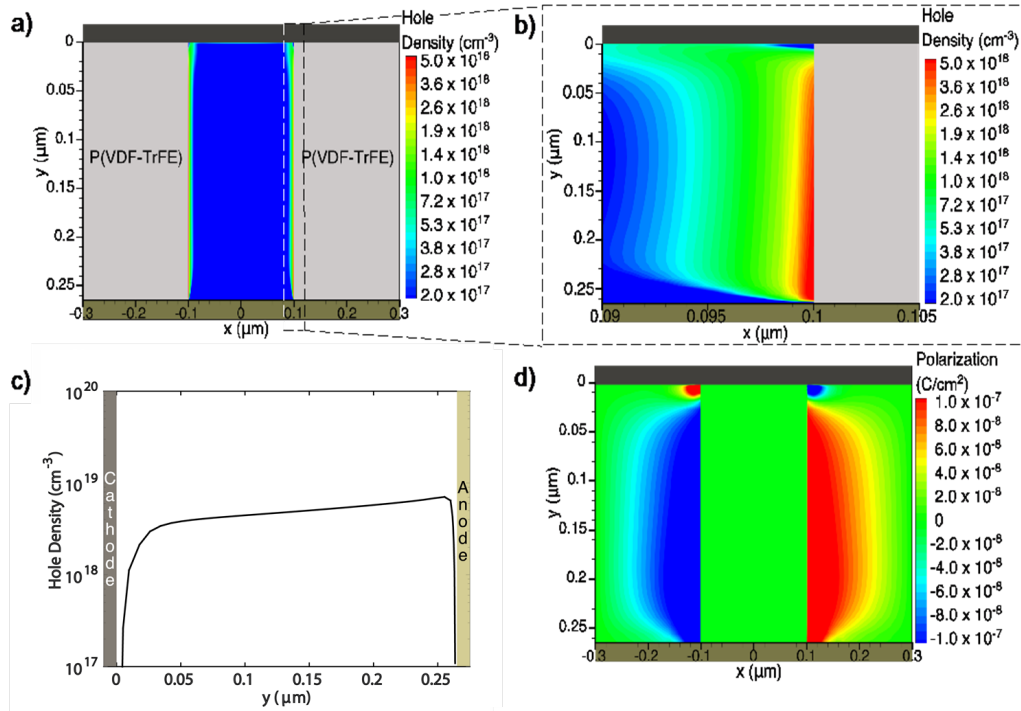 a)
Hole
Density (cm-3)
0
0.05
0.1
0.15
0.2
0.25
y (µm)
P(VDF-TrFE)
P(VDF-TrFE)
5.0 x 1018
3.6 x 1018
2.6 x 1018
1.9 x 1018
1.4 x 1018
1.0 x 1018
7.2 x 1017
5.3 x 1017
3.8 x 1017
2.8 x 1017
2.0 x 1017
-0.3 -0.2 -0.1 0 0.1 0.2 0.3
x (µm)
b)
Hole
Density (cm-3)
0
0.05
0.1
0.15
0.2
0.25
y (µm)
5.0 x 1018
3.6 x 1018
2.6 x 1018
1.9 x 1018
1.4 x 1018
1.0 x 1018
7.2 x 1017
5.3 x 1017
3.8 x 1017
2.8 x 1017
2.0 x 1017
0.09 0.095 0.1 0.105
x (µm)
c)
1020
1019
1018
1017
Hole Density (cm-3)
Cathode
Anode
0 0.05 0.1 0.15 0.2 0.25
y (µm)
d)
Polarization
(C/cm2)
0
0.05
0.1
0.15
0.2
0.25
y (µm)
1.0 x 10-7
8.0 x 10-8
6.0 x 10-8
4.0 x 10-8
2.0 x 10-8
0
-2.0 x 10-8
-4.0 x 10-8
-6.0 x 10-8
-8.0 x 10-8
-1.0 x 10-7
-0.3 -0.2 -0.1 0 0.1 0.2 0.3
x (µm)